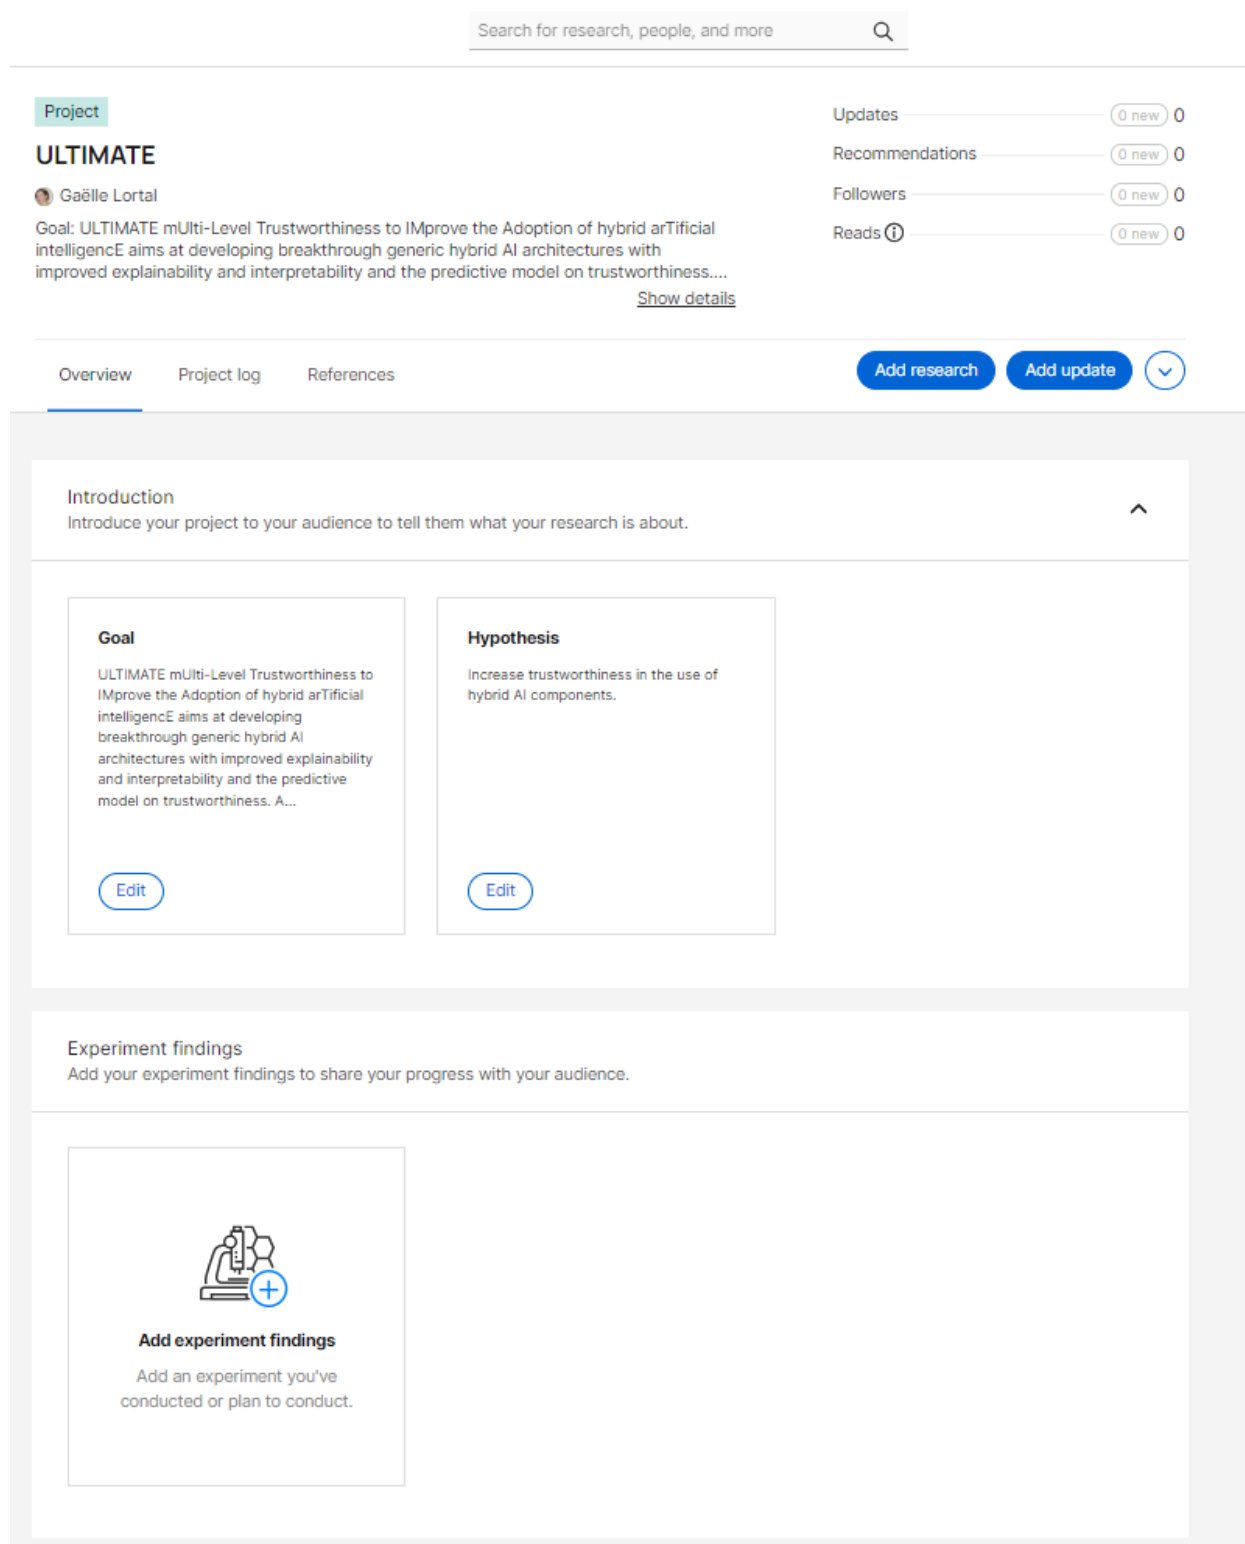 Search for research, people, and more
Project
ULTIMATE
Gaëlle Lortal
Goal: ULTIMATE mUlti-Level Trustworthiness to IMprove the Adoption of hybrid arTificial
intelligencE aims at developing breakthrough generic hybrid AI architectures with
improved explainability and interpretability and the predictive model on trustworthiness....
Show details
Updates 0 new 0
Recommendations 0 new 0
Followers 0 new 0
Reads 0 new 0
Overview Project log References
Add research Add update
Introduction
Introduce your project to your audience to tell them what your research is about.
Goal
ULTIMATE mUlti-Level Trustworthiness to
IMprove the Adoption of hybrid arTificial
intelligencE aims at developing
breakthrough generic hybrid AI
architectures with improved explainability
and interpretability and the predictive
model on trustworthiness. A...
Edit
Hypothesis
Increase trustworthiness in the use of
hybrid AI components.
Edit
Experiment findings
Add your experiment findings to share your progress with your audience.
Add experiment findings
Add an experiment you've
conducted or plan to conduct.